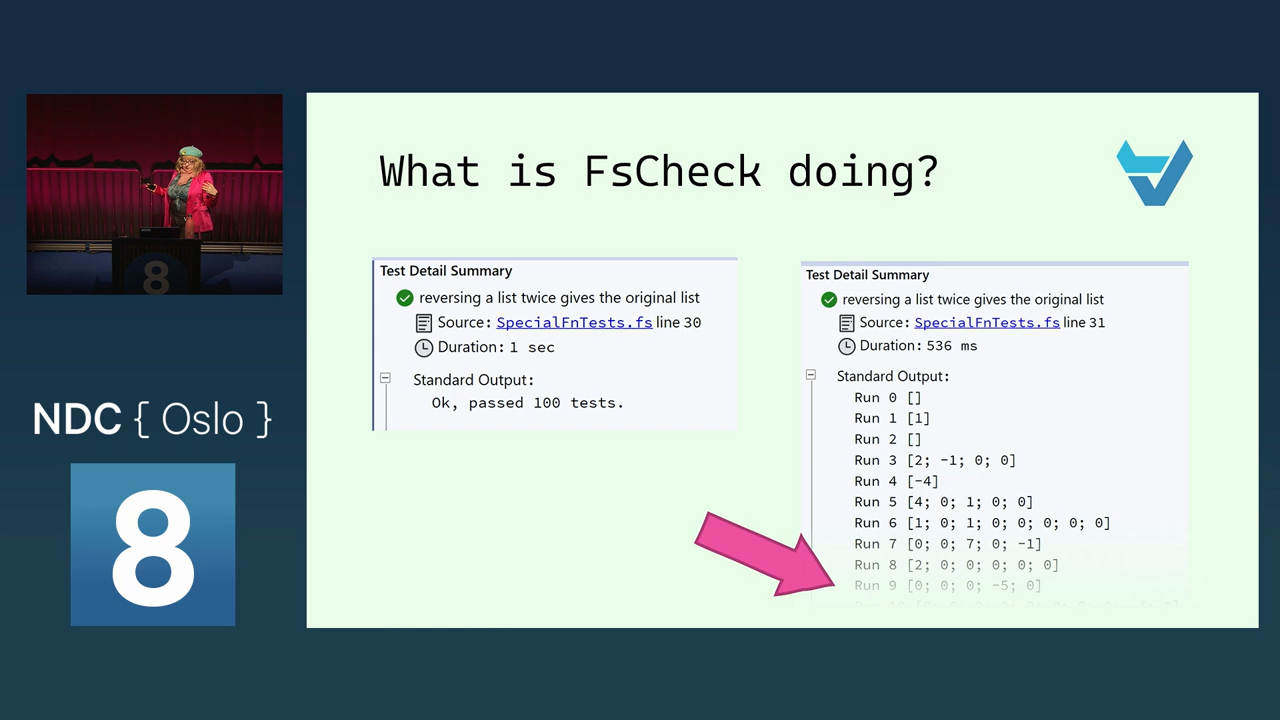 What is FsCheck doing?
Test Detail Summary
reversing a list twice gives the original list
Source: SpecialFnTests.fs line 30
Duration: 1 sec
Standard Output:
Ok, passed 100 tests.
Test Detail Summary
reversing a list twice gives the original list
Source: SpecialFnTests.fs line 31
Duration: 536 ms
Standard Output:
Run 0 []
Run 1 [1]
Run 2 []
Run 3 [2; -1; 0; 0]
Run 4 [-4]
Run 5 [4; 0; 1; 0; 0]
Run 6 [1; 0; 1; 0; 0; 0; 0; 0]
Run 7 [0; 0; 7; 0; -1]
Run 8 [2; 0; 0; 0; 0; 0]
Run 9 [0; 0; 0; -5; 0]
8
NDC { Oslo }
8